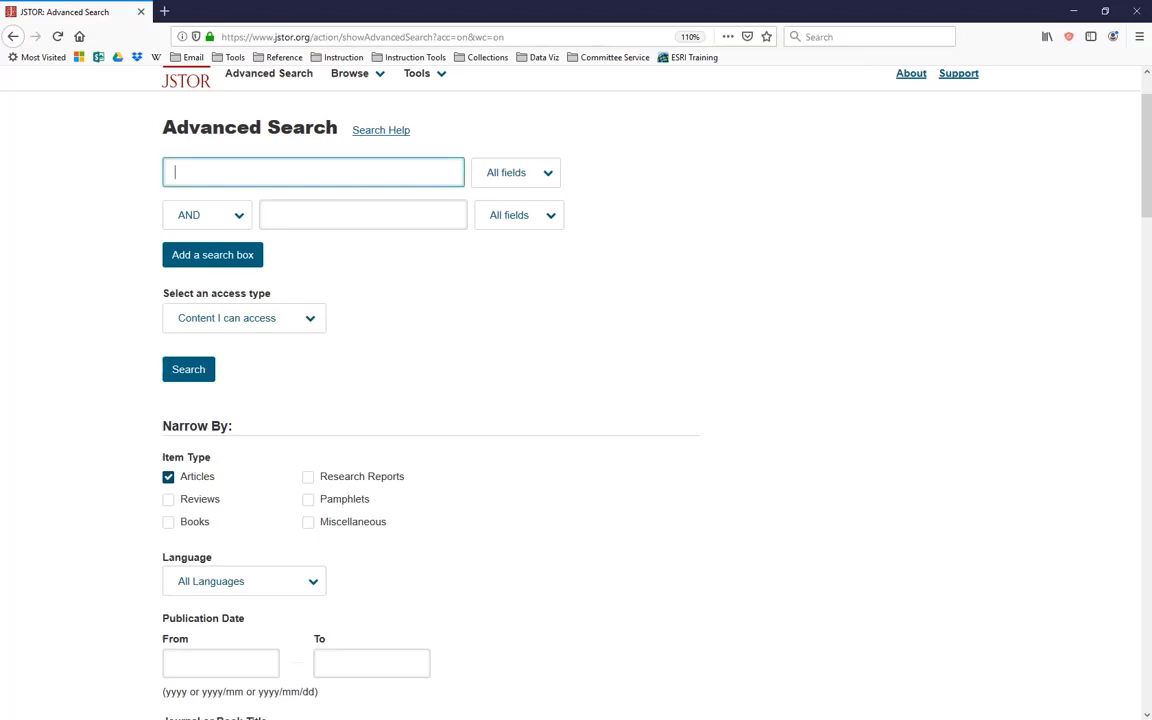 JSTOR: Advanced Search
https://www.jstor.org/action/showAdvancedSearch?acc=on&wc=on
110%
Search
Most Visited
Email
Tools
Reference
Instruction
Instruction Tools
Collections
Data Viz
Committee Service
ESRI Training
JSTOR
Advanced Search
Browse
Tools
About
Support
Advanced Search
Search Help
All fields
AND
All fields
Add a search box
Select an access type
Content I can access
Search
Narrow By:
Item Type
Articles
Research Reports
Reviews
Pamphlets
Books
Miscellaneous
Language
All Languages
Publication Date
From
To
(yyyy or yyyy/mm or yyyy/mm/dd)
Journal or Book Title